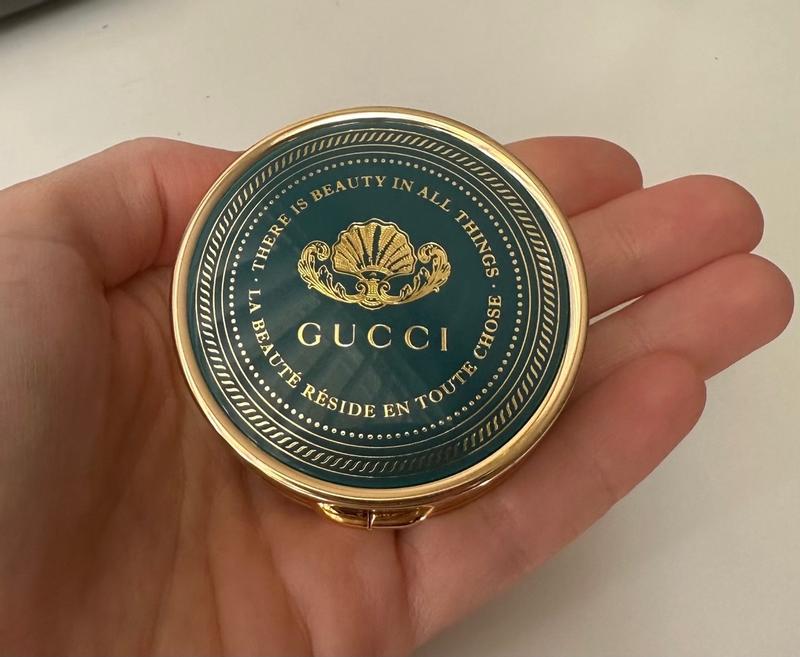 · THERE IS BEAUTY IN ALL THINGS ·
GUCCI
LA BEAUTÉ RÉSIDE EN TOUTE CHOSE